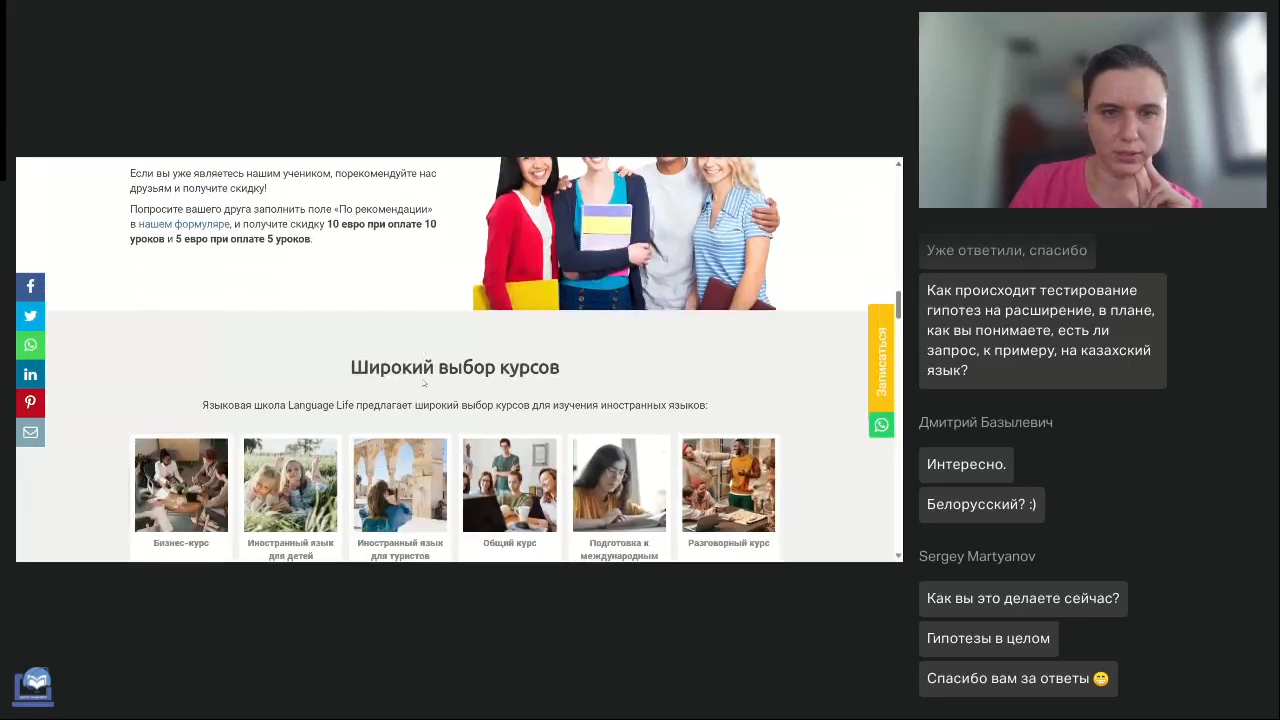 Если вы уже являетесь нашим учеником, порекомендуйте нас
друзьям и получите скидку!
Попросите вашего друга заполнить поле «По рекомендации»
в нашем формуляре, и получите скидку 10 евро при оплате 10
уроков и 5 евро при оплате 5 уроков.
Записаться
Широкий выбор курсов
Языковая школа Language Life предлагает широкий выбор курсов для изучения иностранных языков:
Бизнес-курс
Иностранный язык
для детей
Иностранный язык
для туристов
Общий курс
Подготовка к
международным
Разговорный курс
Уже ответили, спасибо
Как происходит тестирование
гипотез на расширение, в плане,
как вы понимаете, есть ли
запрос, к примеру, на казахский
язык?
Дмитрий Базылевич
Интересно.
Белорусский? :)
Sergey Martyanov
Как вы это делаете сейчас?
Гипотезы в целом
Спасибо вам за ответы 😁